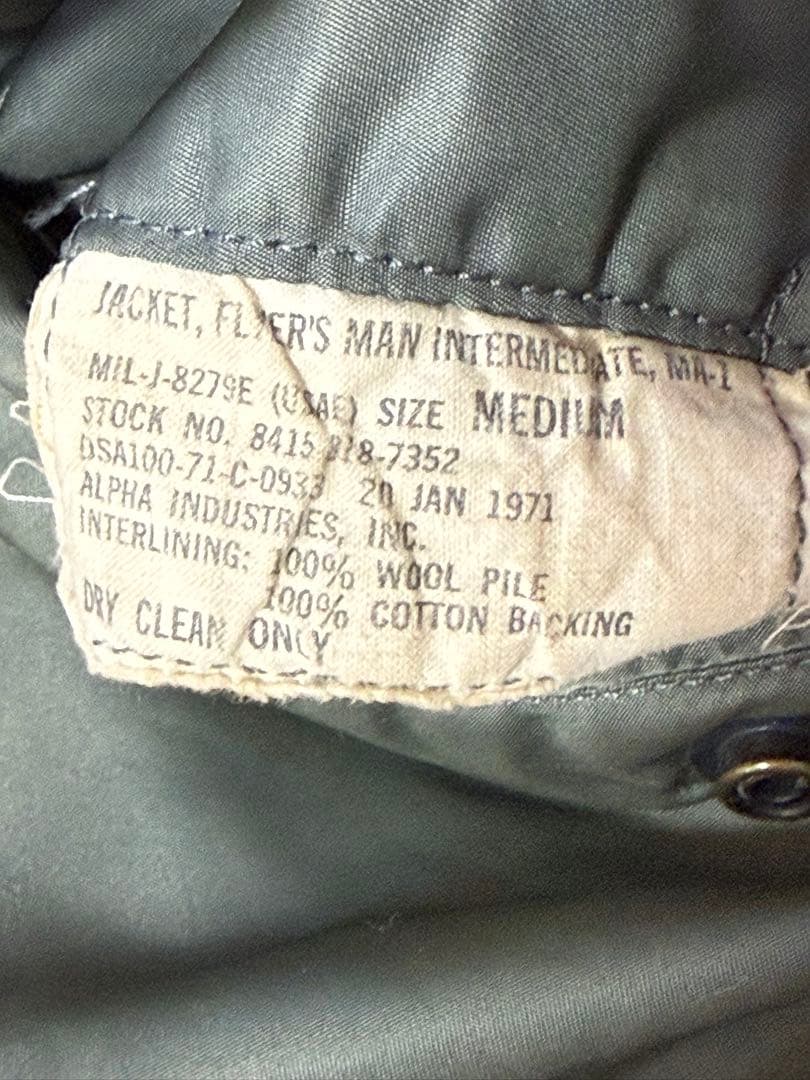 JACKET, FLYER'S MAN INTERMEDIATE, MA-1
MIL-J-8279E (USAF) SIZE MEDIUM
STOCK NO. 8415 818-7352
DSA100-71-C-0933 20 JAN 1971
ALPHA INDUSTRIES, INC.
INTERLINING: 100% WOOL PILE
100% COTTON BACKING
DRY CLEAN ONLY